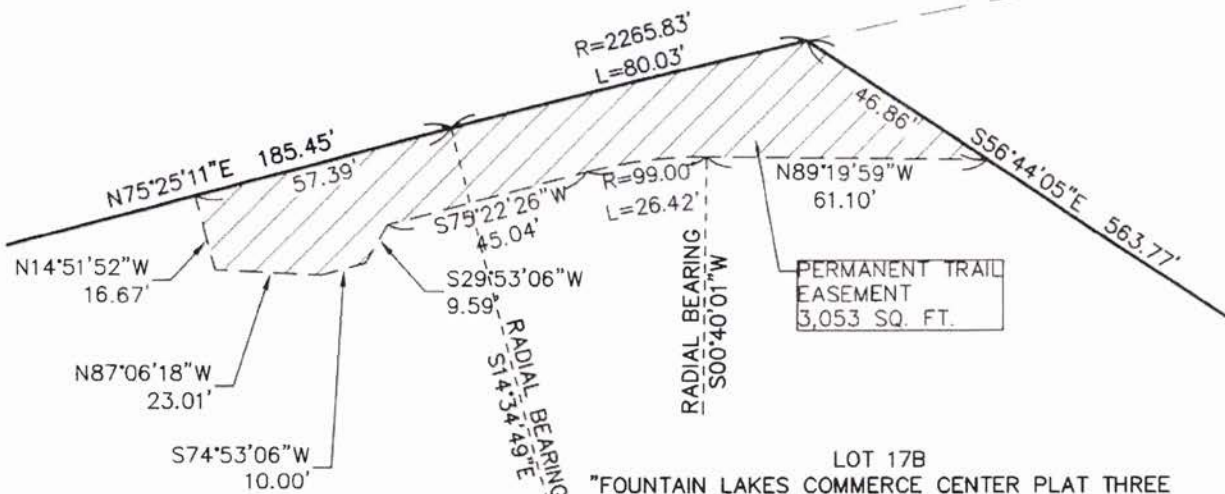 R=2265.83'
L=80.03'
N75°25'11"E 185.45'
57.39'
46.86"
S56°44'05"E 563.77'
S75°22'26"W
45.04'
R=99.00'
L=26.42'
N89°19'59"W
61.10'
N14°51'52"W
16.67'
S29°53'06"W
9.59'
PERMANENT TRAIL
EASEMENT
3,053 SQ. FT.
RADIAL BEARING
S14°34'49"E
RADIAL BEARING
S00°40'01"W
N87°06'18"W
23.01'
S74°53'06"W
10.00'
LOT 17B
"FOUNTAIN LAKES COMMERCE CENTER PLAT THREE